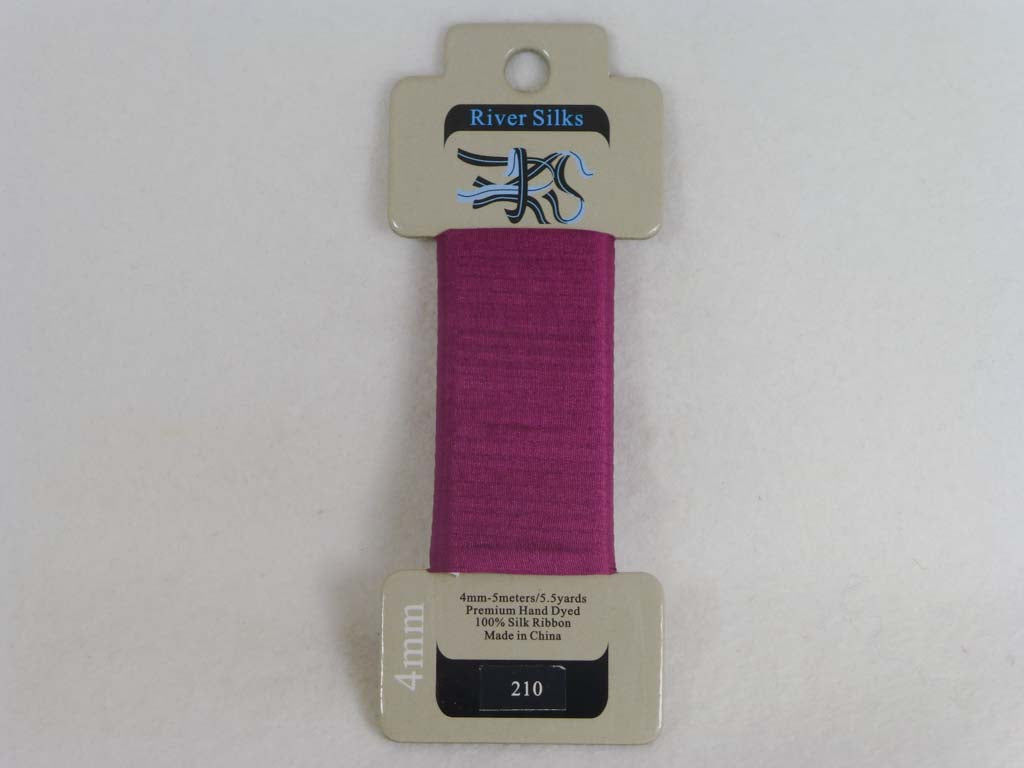 River Silks
4mm-5meters/5.5yards
Premium Hand Dyed
100% Silk Ribbon
Made in China
4mm
210